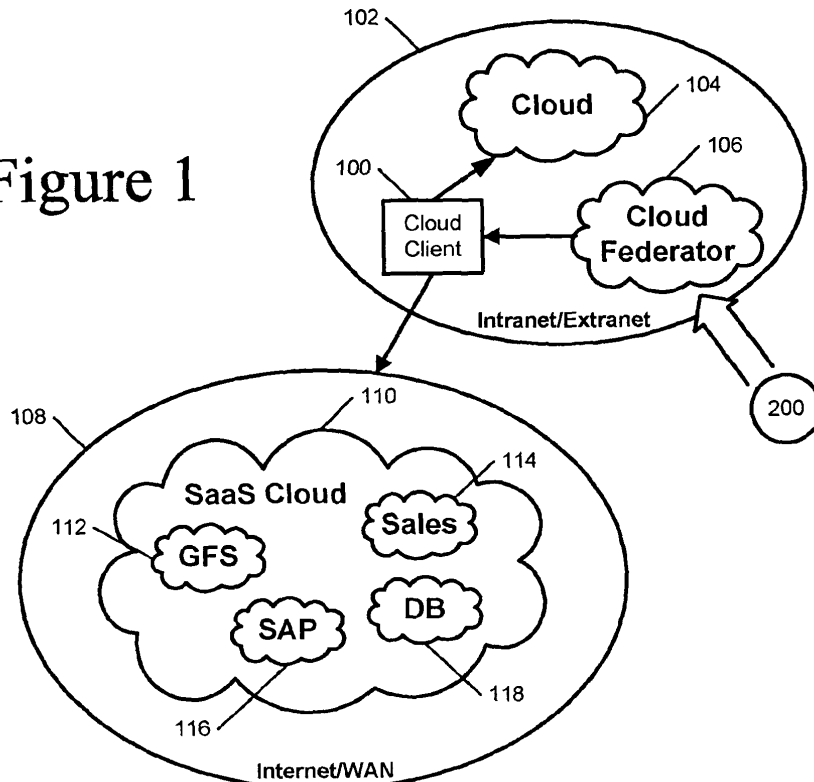 102
Cloud
104
Figure 1
100
106
Cloud
Client
Cloud
Federator
Intranet/Extranet
200
108
110
114
SaaS Cloud
Sales
112
GFS
DB
SAP
118
116
Internet/WAN